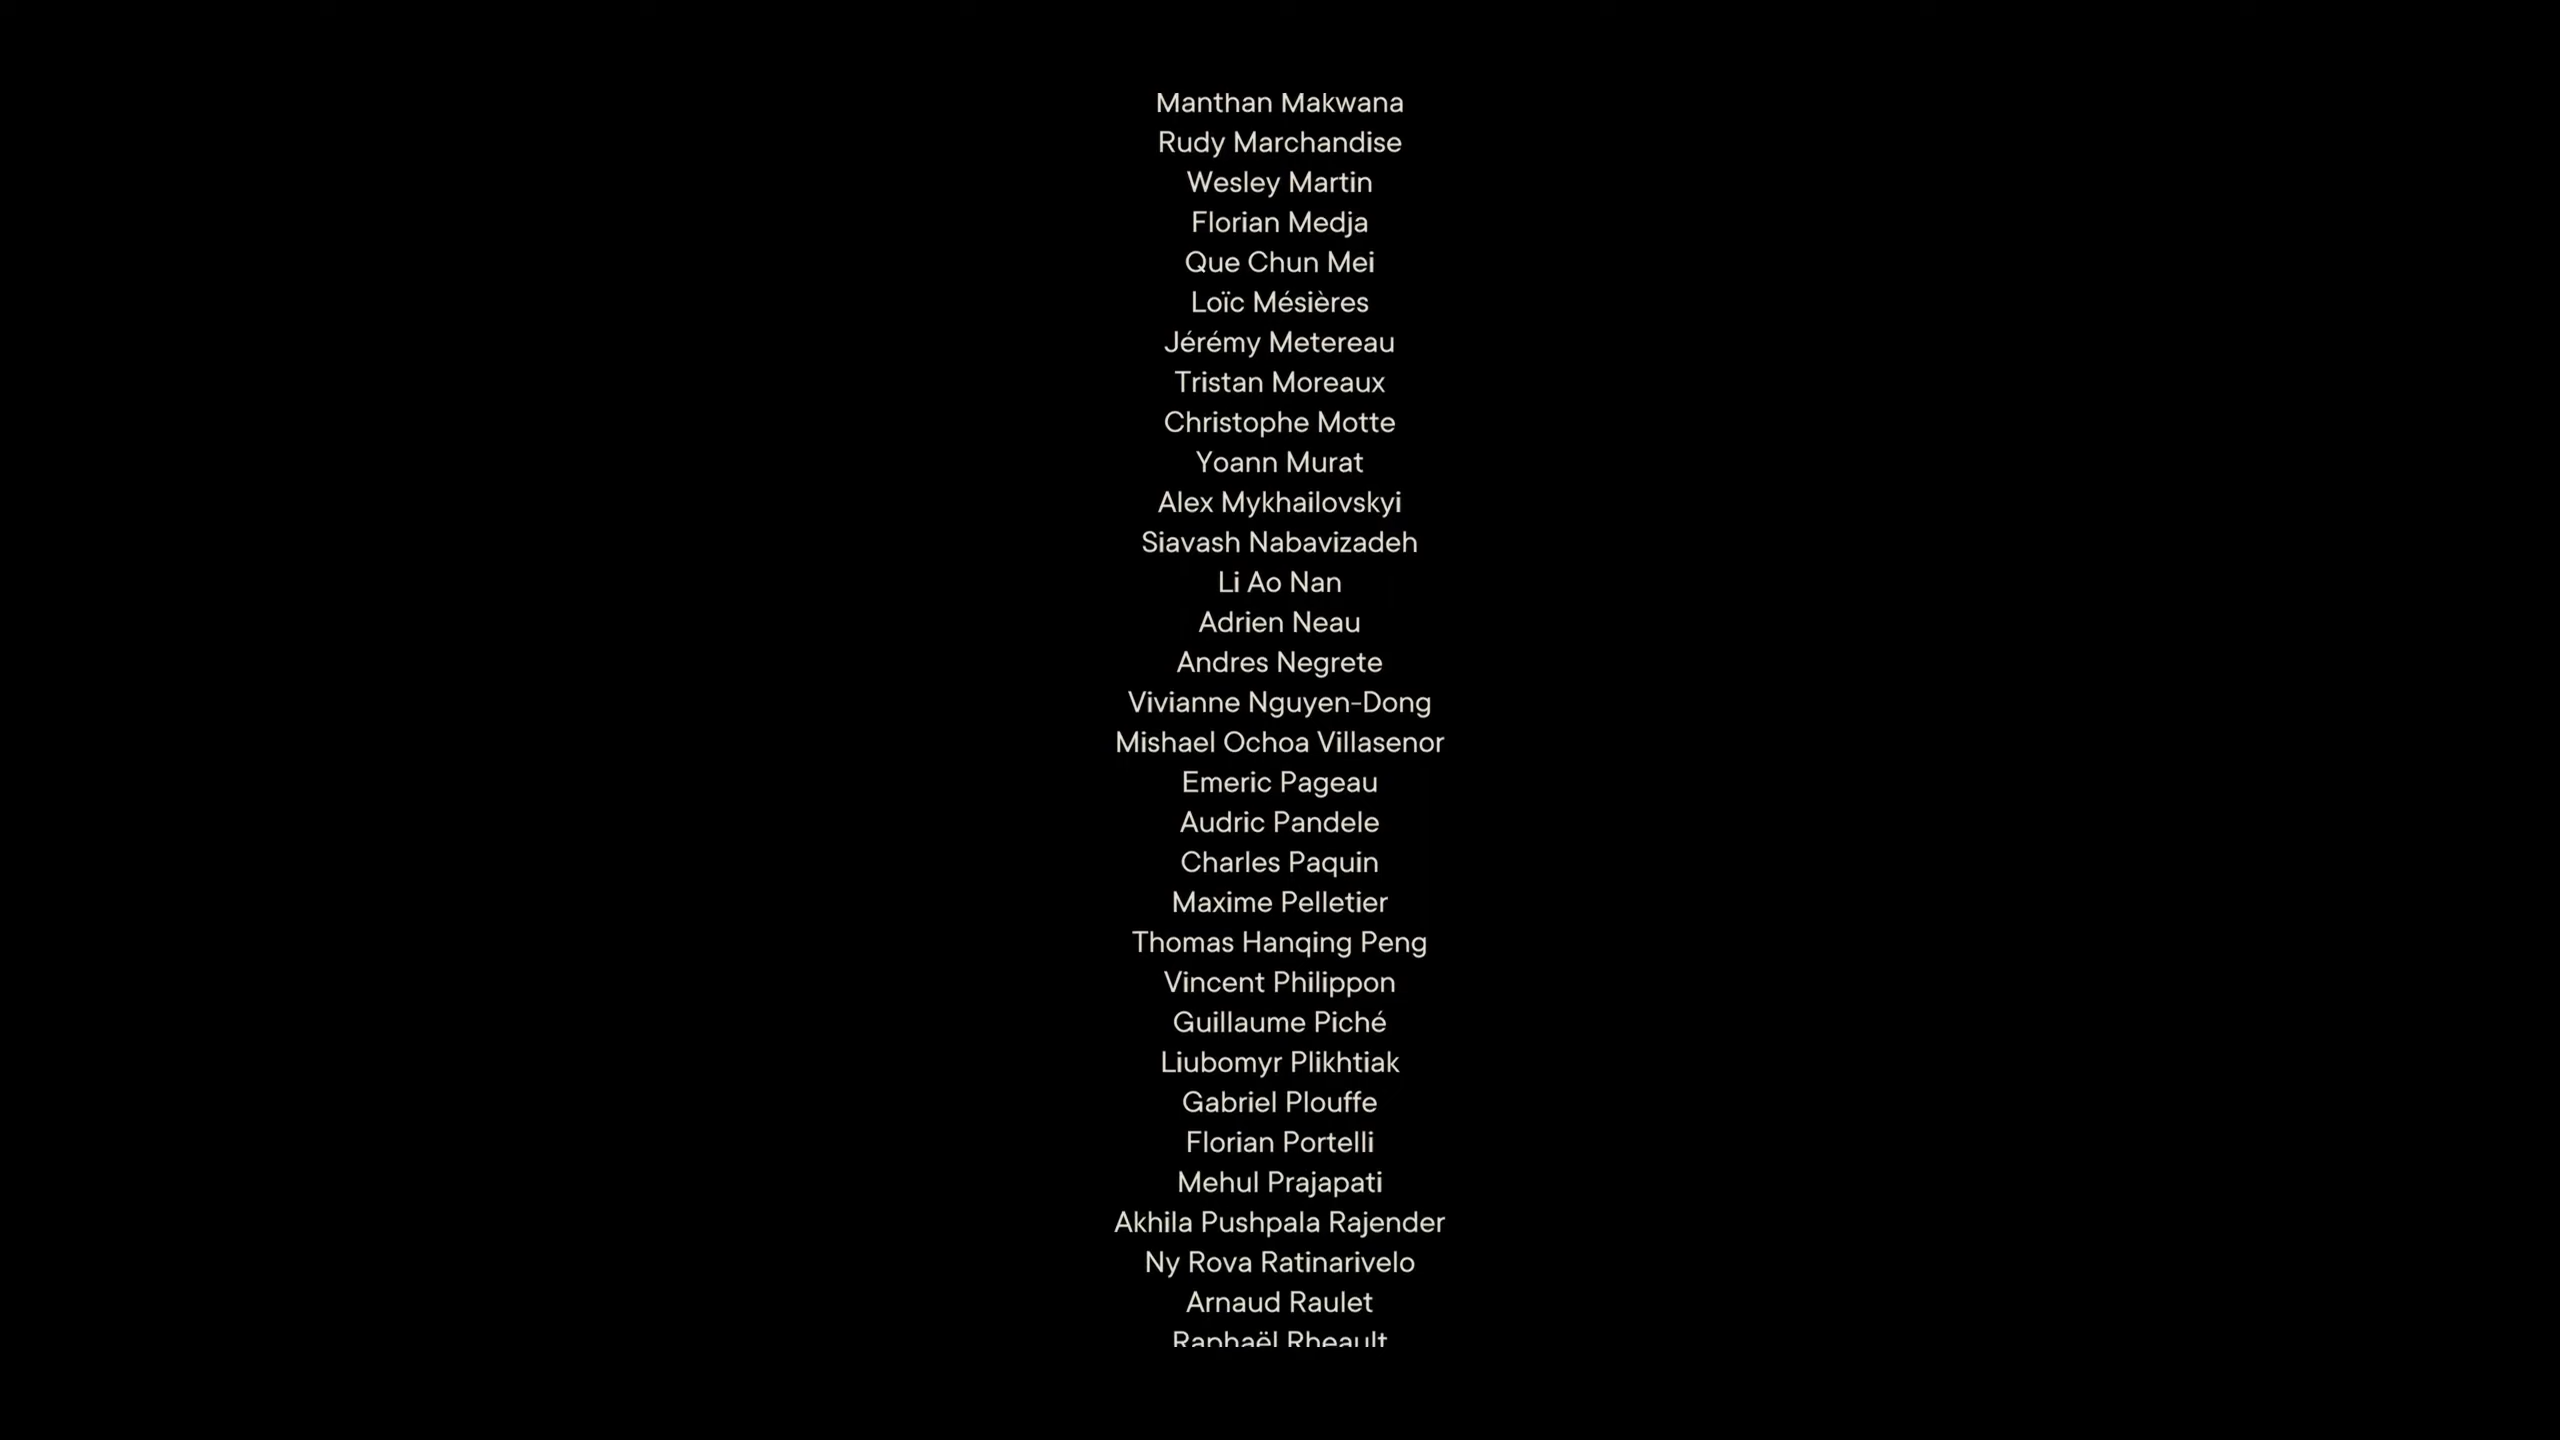 Manthan Makwana
Rudy Marchandise
Wesley Martin
Florian Medja
Que Chun Mei
Loïc Mésières
Jérémy Metereau
Tristan Moreaux
Christophe Motte
Yoann Murat
Alex Mykhailovskyi
Siavash Nabavizadeh
Li Ao Nan
Adrien Neau
Andres Negrete
Vivianne Nguyen-Dong
Mishael Ochoa Villasenor
Emeric Pageau
Audric Pandele
Charles Paquin
Maxime Pelletier
Thomas Hanqing Peng
Vincent Philippon
Guillaume Piché
Liubomyr Plikhtiak
Gabriel Plouffe
Florian Portelli
Mehul Prajapati
Akhila Pushpala Rajender
Ny Rova Ratinarivelo
Arnaud Raulet
Raphaël Rheault